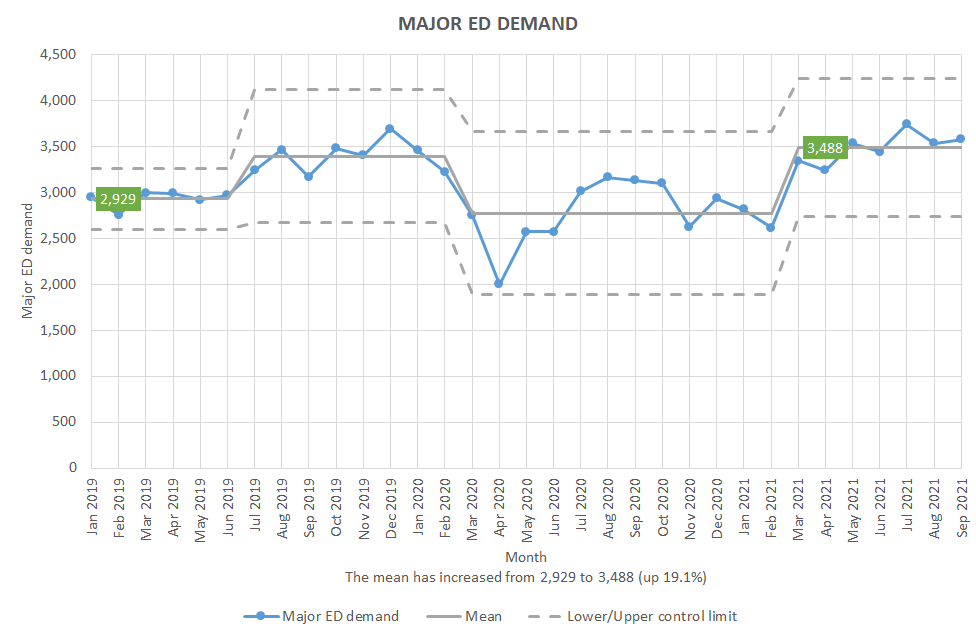 MAJOR ED DEMAND
4,500
4,000
3,500
3,000
2,500
2,000
1,500
1,000
500
0
Major ED demand
2,929
3,488
Jan 2019
Feb 2019
Mar 2019
Apr 2019
May 2019
Jun 2019
Jul 2019
Aug 2019
Sep 2019
Oct 2019
Nov 2019
Dec 2019
Jan 2020
Feb 2020
Mar 2020
Apr 2020
May 2020
Jun 2020
Jul 2020
Aug 2020
Sep 2020
Oct 2020
Nov 2020
Dec 2020
Jan 2021
Feb 2021
Mar 2021
Apr 2021
May 2021
Jun 2021
Jul 2021
Aug 2021
Sep 2021
Month
The mean has increased from 2,929 to 3,488 (up 19.1%)
Major ED demand
Mean
Lower/Upper control limit